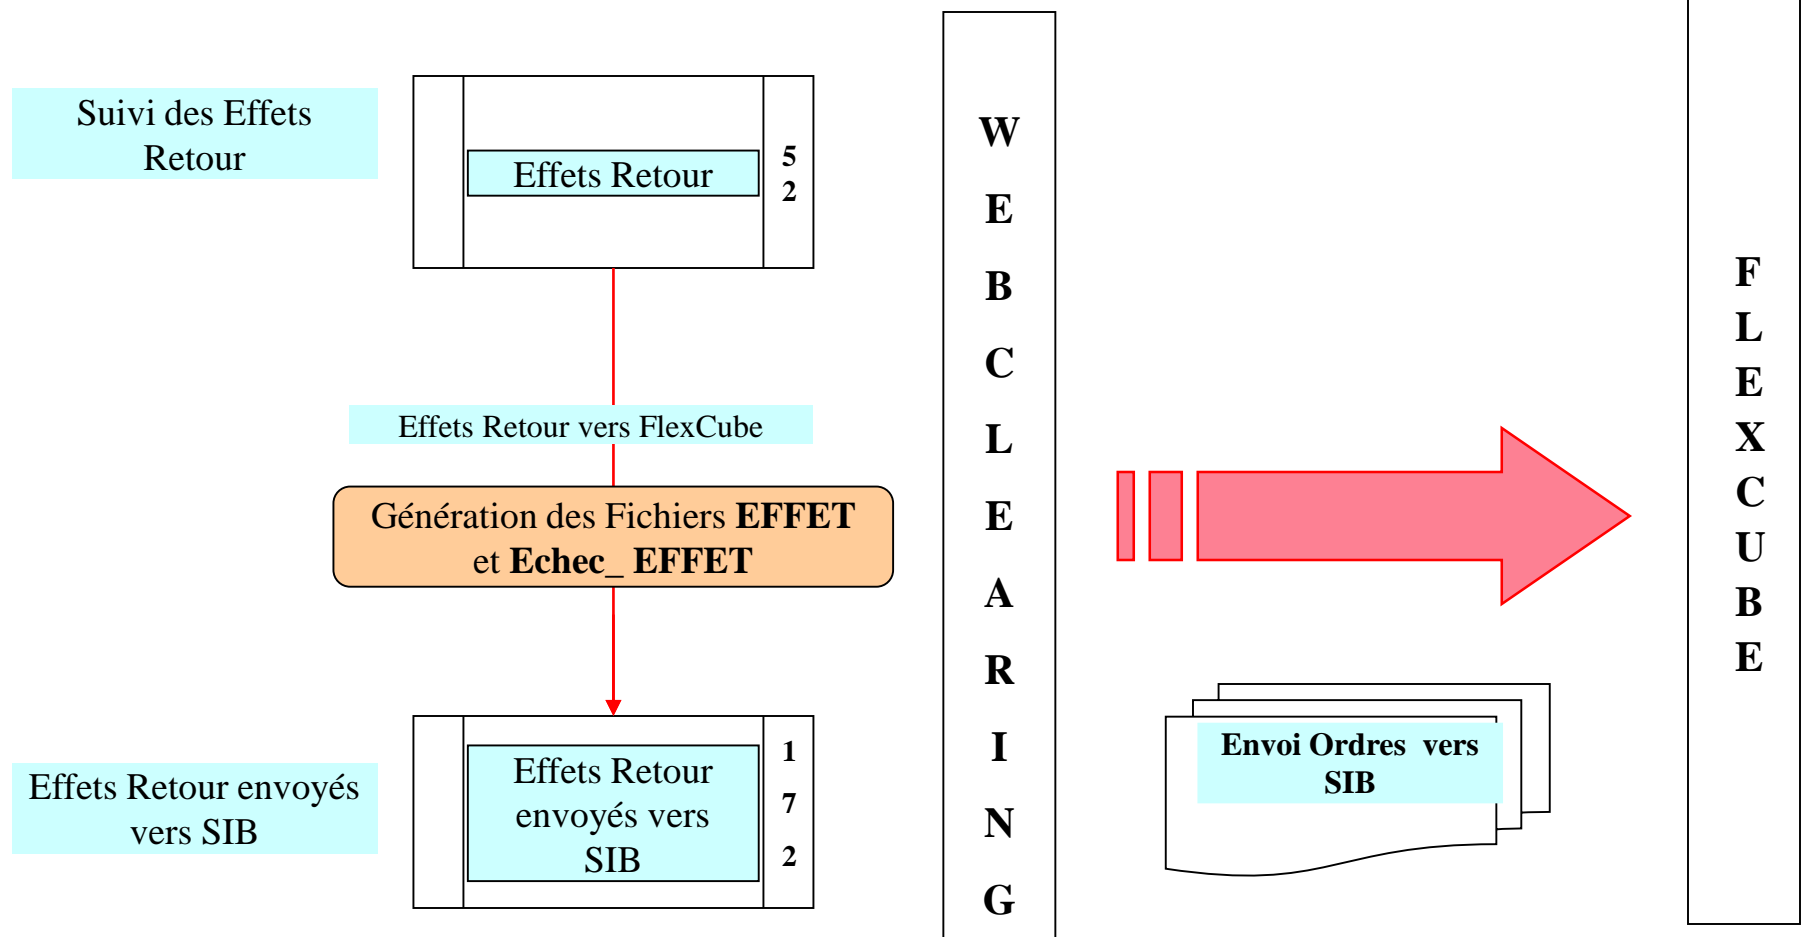 Suivi des Effets
Retour
Effets Retour
5
2
Effets Retour vers FlexCube
Génération des Fichiers EFFET
et Echec_ EFFET
Effets Retour envoyés
vers SIB
Effets Retour
envoyés vers
SIB
1
7
2
W
E
B
C
L
E
A
R
I
N
G
Envoi Ordres vers
SIB
F
L
E
X
C
U
B
E